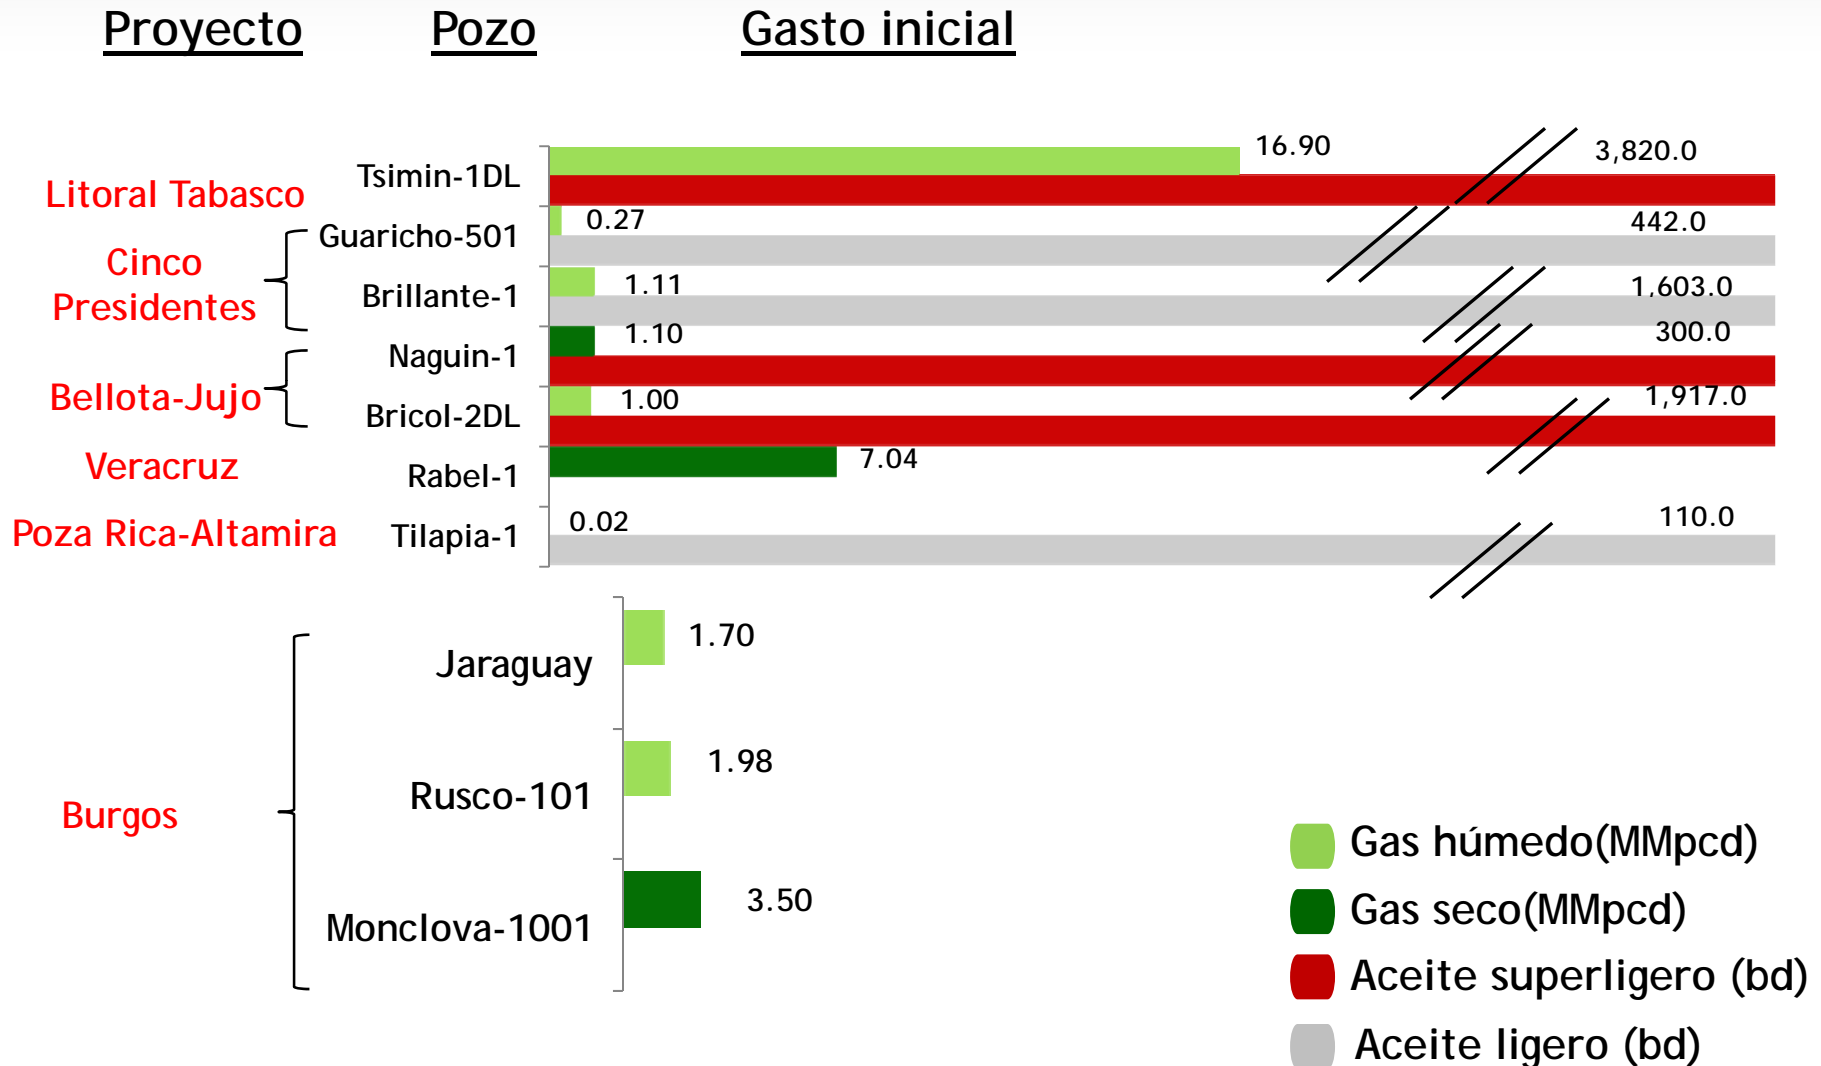 Proyecto Pozo Gasto inicial
Litoral Tabasco
Tsimin-1DL 16.90 3,820.0
Cinco
Presidentes
Guaricho-501 0.27 442.0
Brillante-1 1.11 1,603.0
Bellota-Jujo
Naguin-1 1.10 300.0
Bricol-2DL 1.00 1,917.0
Veracruz
Rabel-1 7.04
Poza Rica-Altamira
Tilapia-1 0.02 110.0
Burgos
Jaraguay 1.70
Rusco-101 1.98
Monclova-1001 3.50
Gas húmedo(MMpcd)
Gas seco(MMpcd)
Aceite superligero (bd)
Aceite ligero (bd)